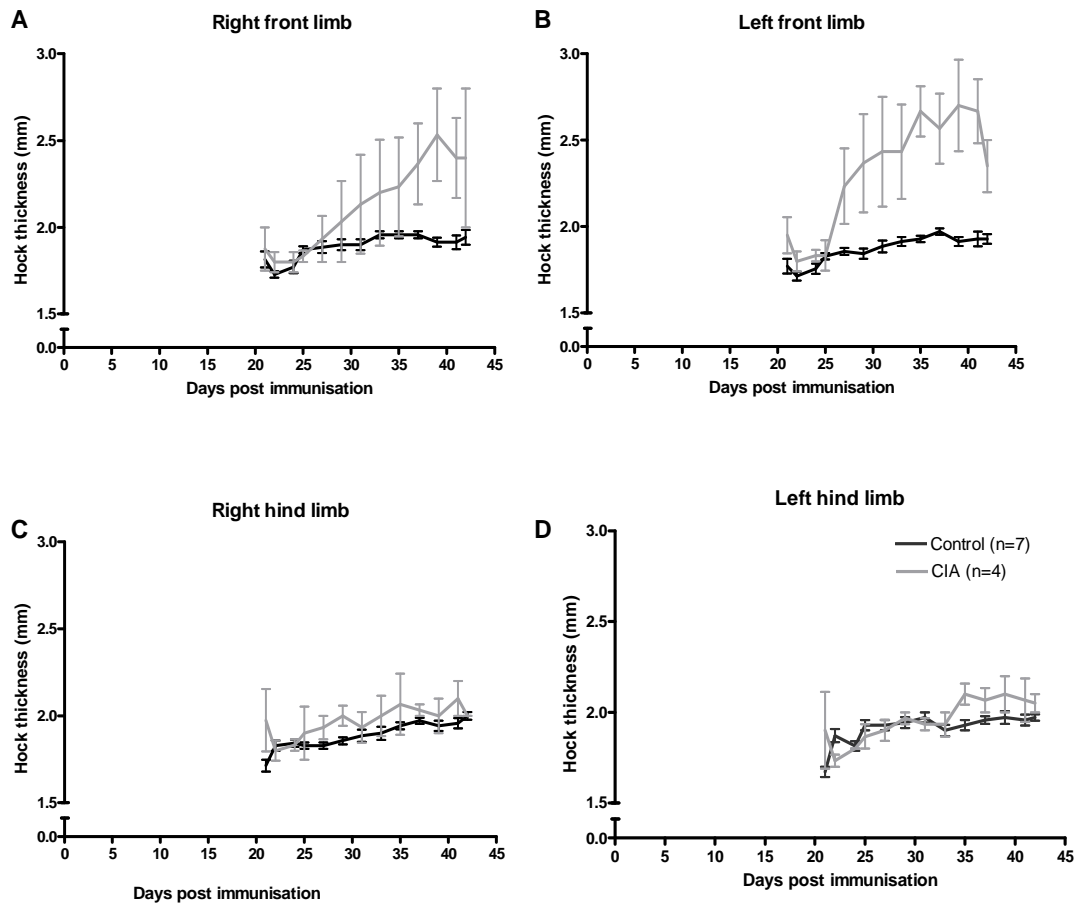 A
Right front limb
Hock thickness (mm)
3.0
2.5
2.0
1.5
0.0
0 5 10 15 20 25 30 35 40 45
Days post immunisation
B
Left front limb
Hock thickness (mm)
3.0
2.5
2.0
1.5
0.0
0 5 10 15 20 25 30 35 40 45
Days post immunisation
C
Right hind limb
Hock thickness (mm)
3.0
2.5
2.0
1.5
0.0
0 5 10 15 20 25 30 35 40 45
Days post immunisation
D
Left hind limb
Control (n=7)
CIA (n=4)
Hock thickness (mm)
3.0
2.5
2.0
1.5
0.0
0 5 10 15 20 25 30 35 40 45
Days post immunisation